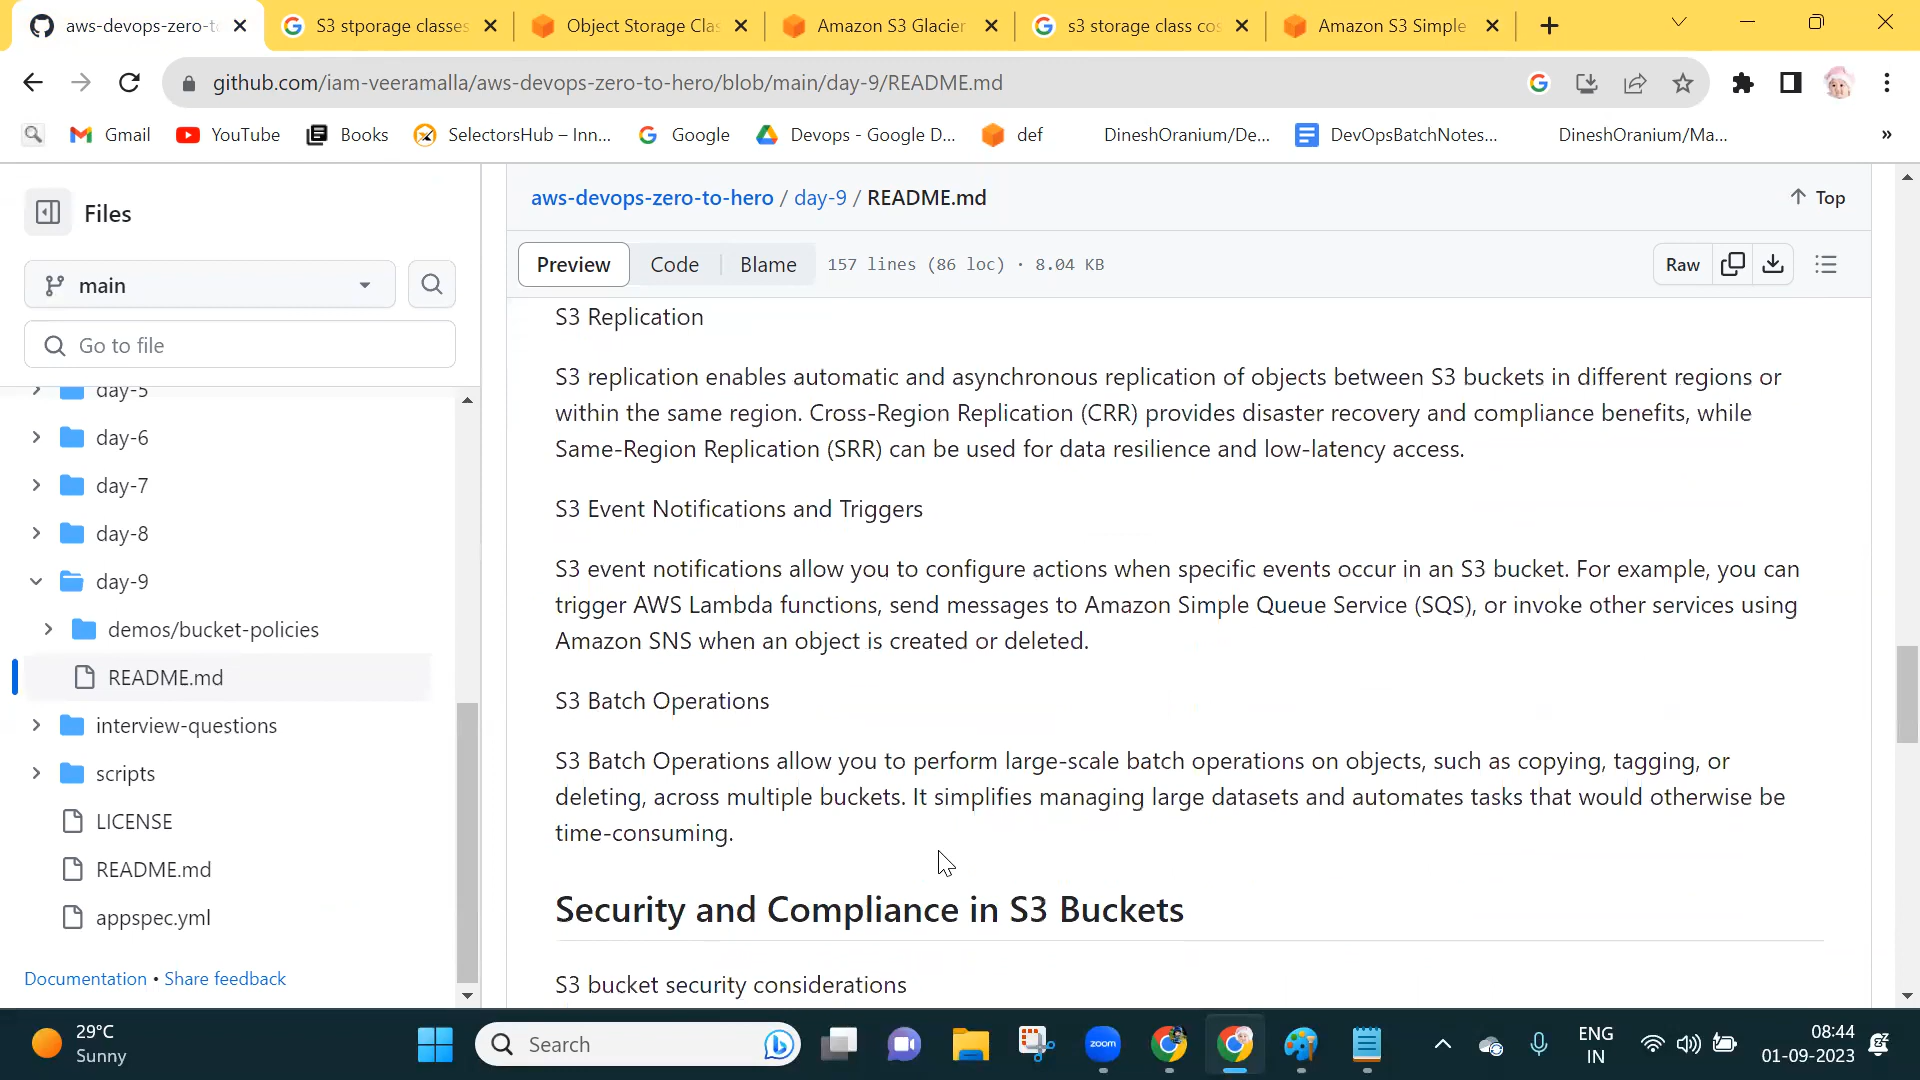 aws-devops-zero-to
S3 stporage classes
Object Storage Clas
Amazon S3 Glacier
s3 storage class cos
Amazon S3 Simple
github.com/iam-veeramalla/aws-devops-zero-to-hero/blob/main/day-9/README.md
Gmail
YouTube
Books
SelectorsHub – Inn...
Google
Devops - Google D...
def
DineshOranium/De...
DevOpsBatchNotes...
DineshOranium/Ma...
»
Files
main
Go to file
day-5
day-6
day-7
day-8
day-9
demos/bucket-policies
README.md
interview-questions
scripts
LICENSE
README.md
appspec.yml
Documentation • Share feedback
aws-devops-zero-to-hero / day-9 / README.md
Top
Preview
Code
Blame
157 lines (86 loc) · 8.04 KB
Raw
S3 Replication
S3 replication enables automatic and asynchronous replication of objects between S3 buckets in different regions or
within the same region. Cross-Region Replication (CRR) provides disaster recovery and compliance benefits, while
Same-Region Replication (SRR) can be used for data resilience and low-latency access.
S3 Event Notifications and Triggers
S3 event notifications allow you to configure actions when specific events occur in an S3 bucket. For example, you can
trigger AWS Lambda functions, send messages to Amazon Simple Queue Service (SQS), or invoke other services using
Amazon SNS when an object is created or deleted.
S3 Batch Operations
S3 Batch Operations allow you to perform large-scale batch operations on objects, such as copying, tagging, or
deleting, across multiple buckets. It simplifies managing large datasets and automates tasks that would otherwise be
time-consuming.
Security and Compliance in S3 Buckets
S3 bucket security considerations
29°C
Sunny
Search
zoom
ENG
IN
08:44
01-09-2023